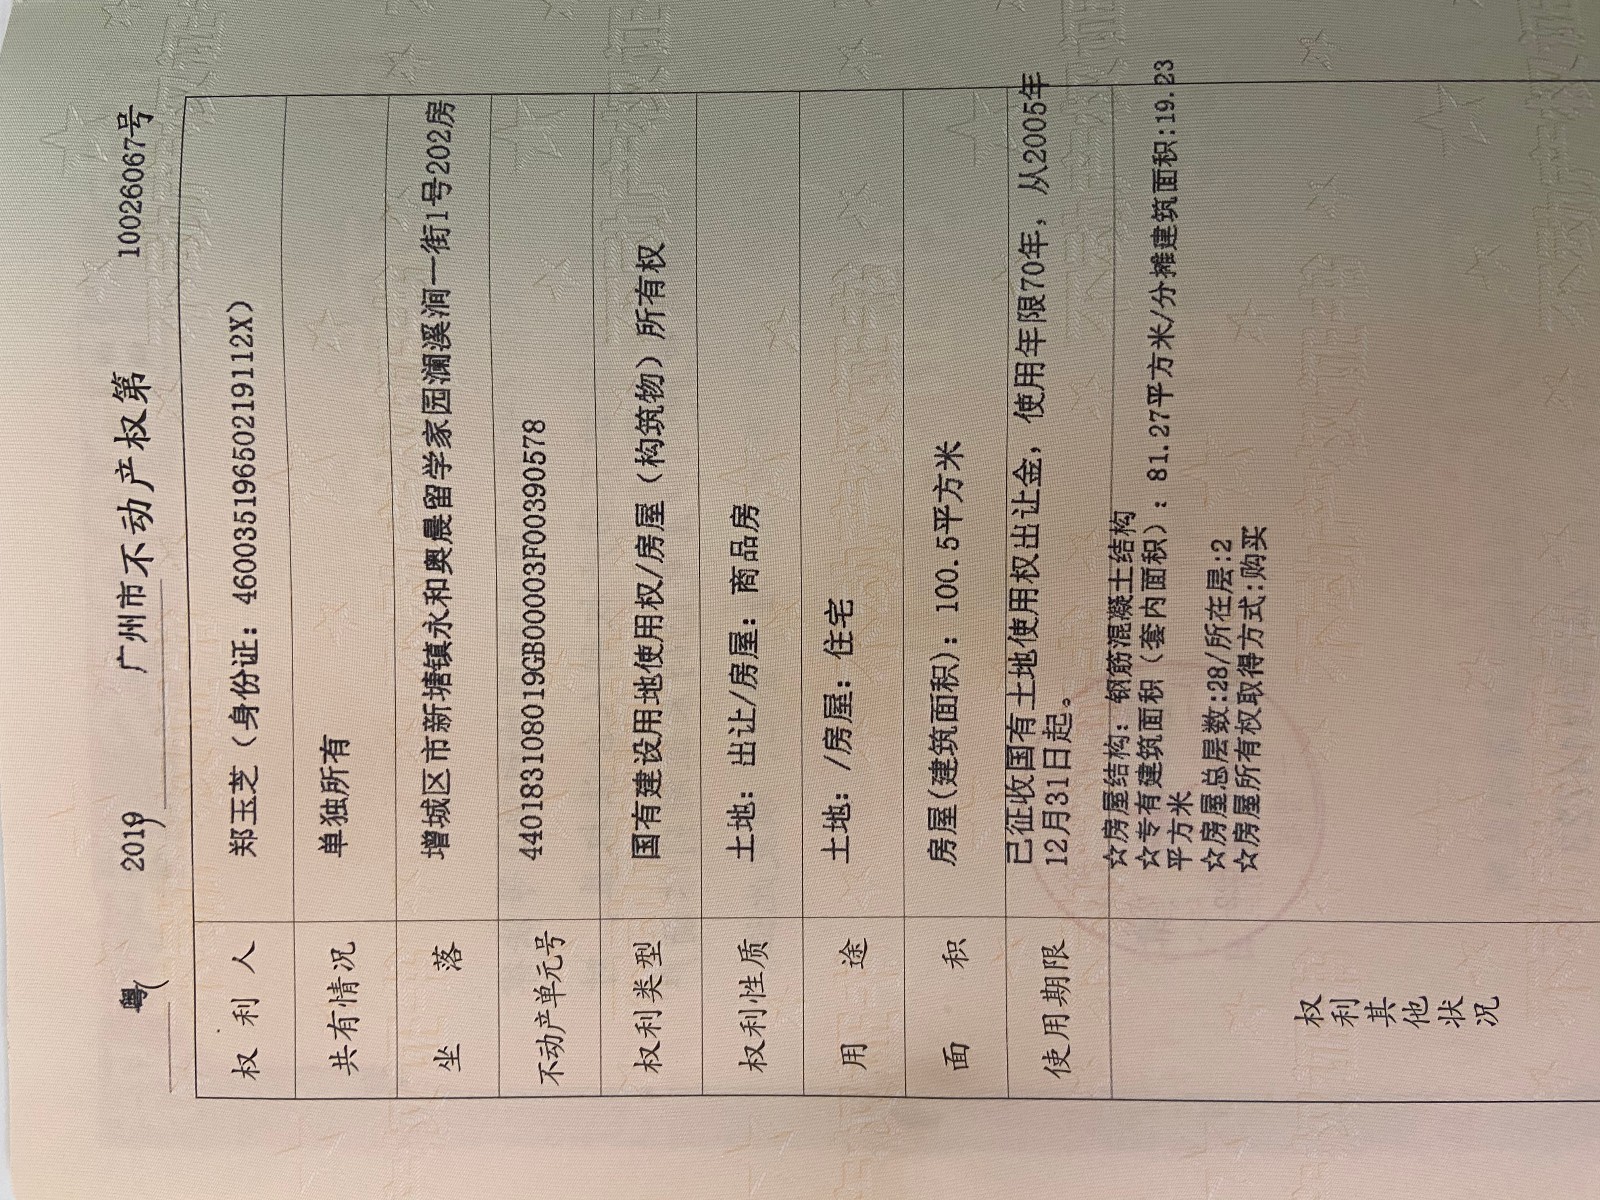 粤（2019）广州市不动产权第10026067号
权利人 郑玉芝（身份证：46003519650219112X）
共有情况 单独所有
坐落 增城区市新塘镇永和奥晨留学家园澜溪涧一街1号202房
不动产单元号 440183108019GB00003F00390578
权利类型 国有建设用地使用权/房屋（构筑物）所有权
权利性质 土地：出让/房屋：商品房
用途 土地：/房屋：住宅
面积 房屋(建筑面积)：100.5平方米
使用期限 已征收国有土地使用权出让金，使用年限70年，从2005年
12月31日起。
权利其他状况
☆房屋结构：钢筋混凝土结构
☆专有建筑面积（套内面积）：81.27平方米/分摊建筑面积:19.23
平方米
☆房屋总层数:28/所在层:2
☆房屋所有权取得方式:购买